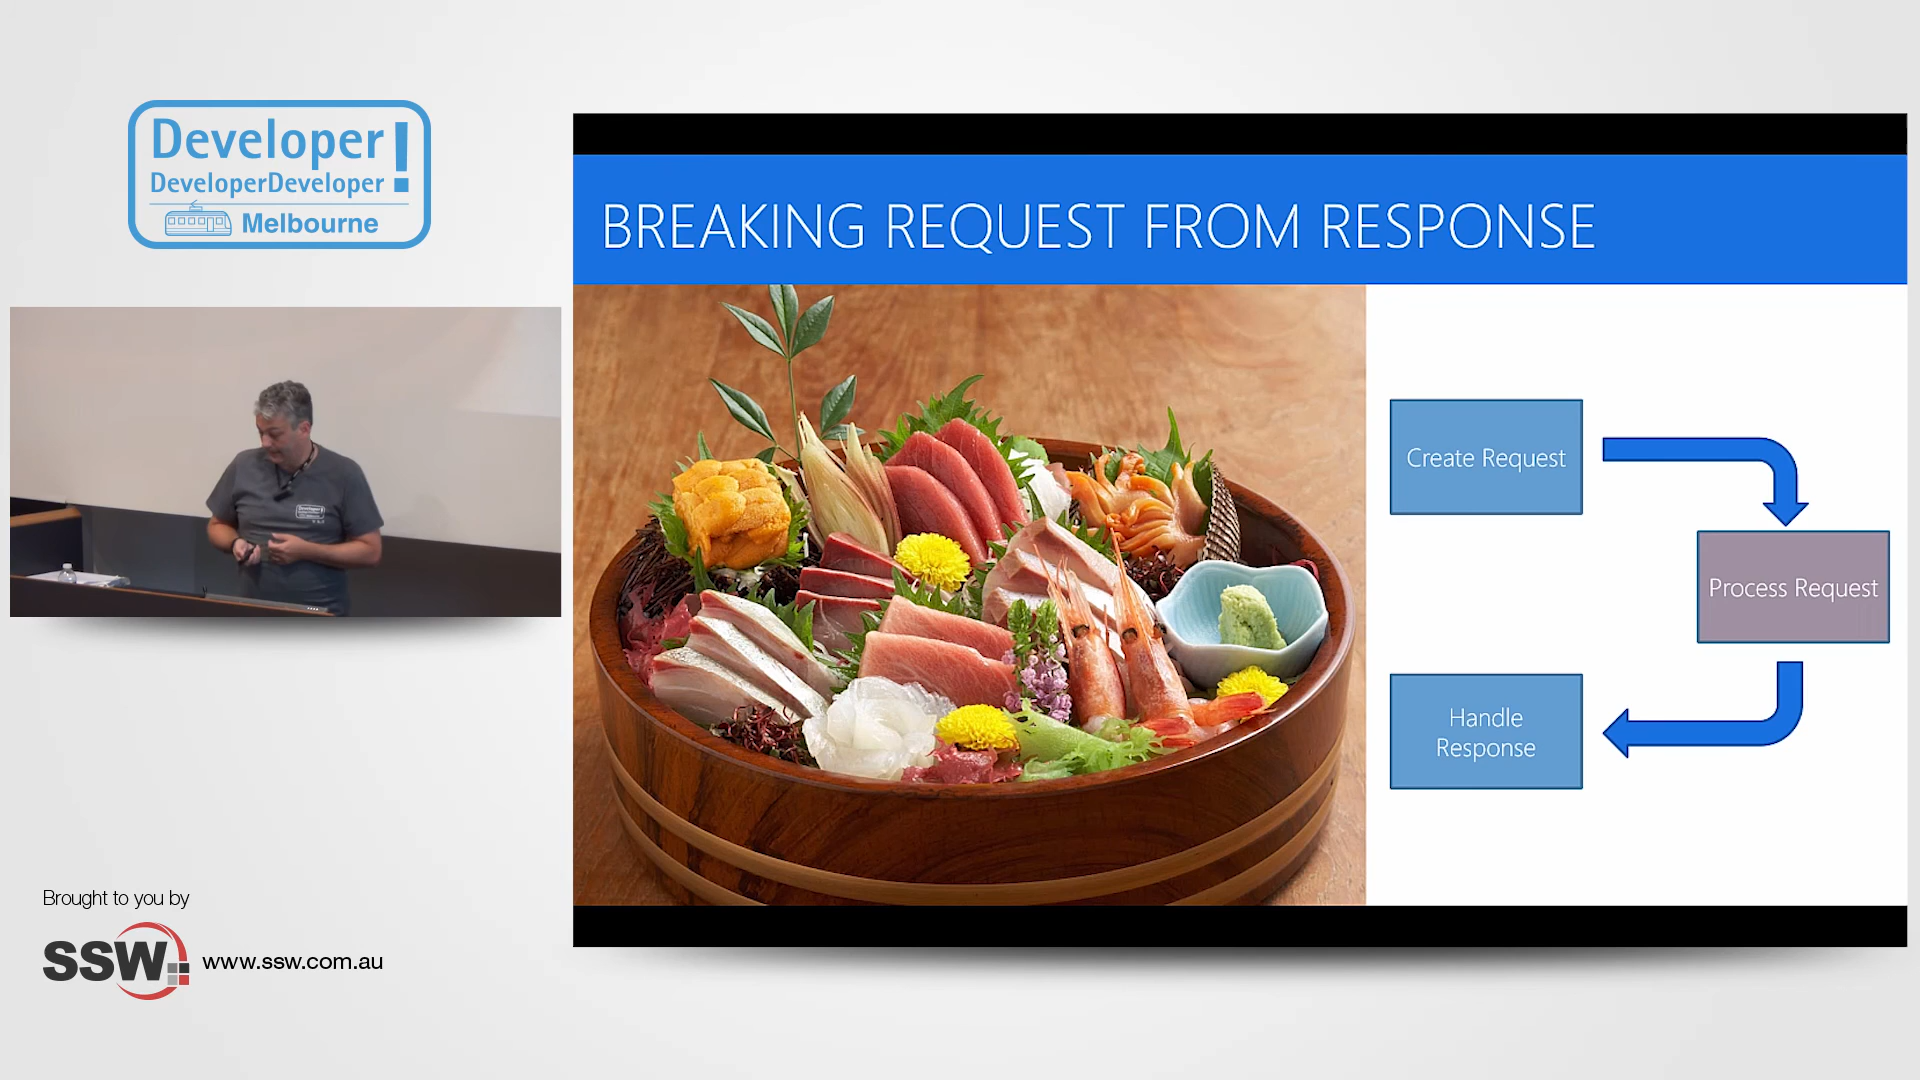 Developer!
DeveloperDeveloper
Melbourne
BREAKING REQUEST FROM RESPONSE
Create Request
Process Request
Handle
Response
Developer!
Brought to you by
SSW
www.ssw.com.au